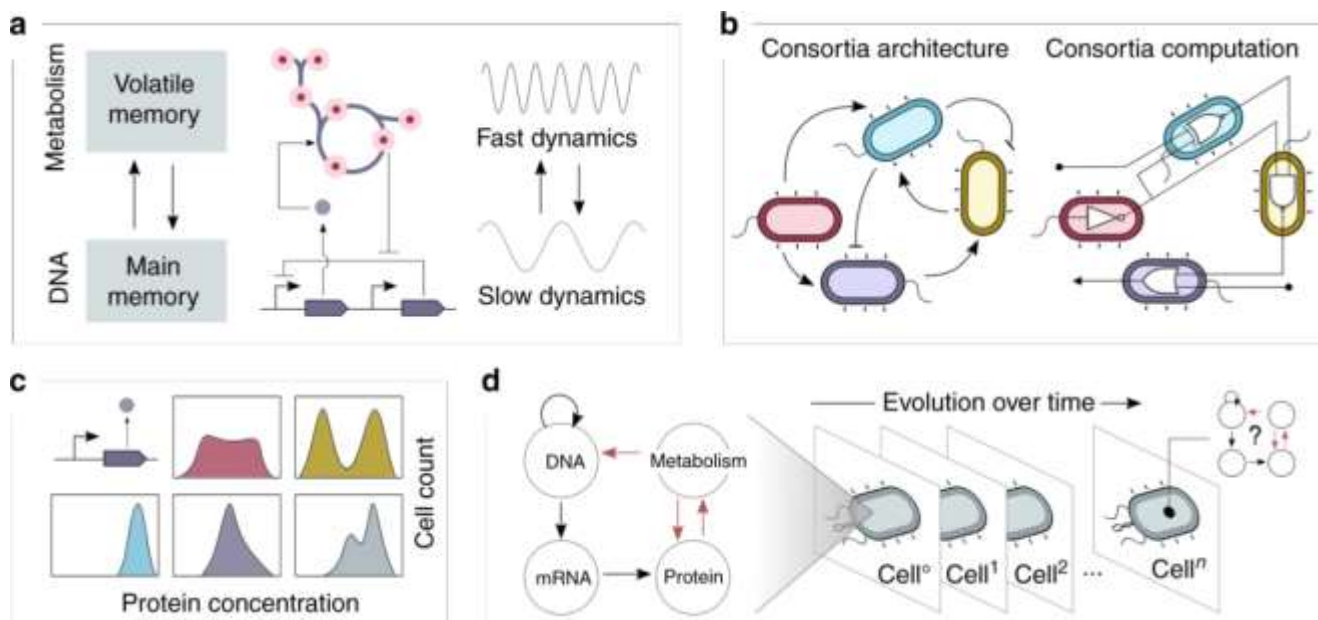 a
Metabolism
Volatile
memory
DNA
Main
memory
Fast dynamics
Slow dynamics
b
Consortia architecture
Consortia computation
c
Cell count
Protein concentration
d
DNA
Metabolism
mRNA
Protein
Evolution over time
?
Cell°
Cell¹
Cell²
...
Cellⁿ